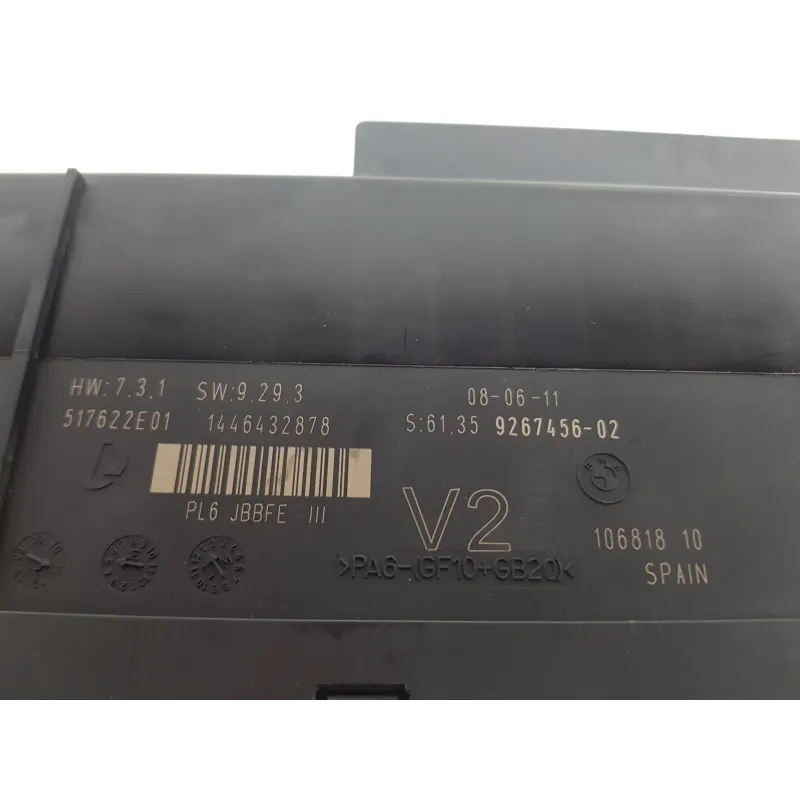 HW:7.3.1 SW:9.29.3 08-06-11
517622E01 1446432878 S:61.35 9267456-02
PL6 JBBFE III
V2
106818 10
>PA6-(GF10+GB20)<
SPAIN